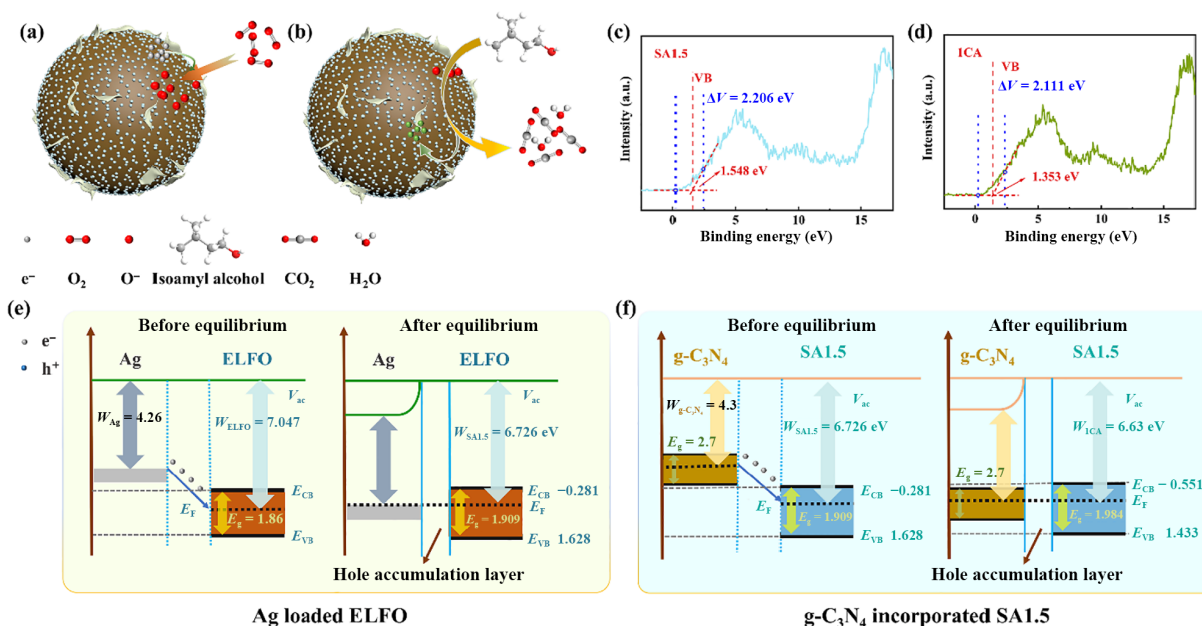 (a)
(b)
e⁻
O₂
O⁻
Isoamyl alcohol
CO₂
H₂O
(c)
SA1.5
VB
ΔV = 2.206 eV
1.548 eV
Intensity (a.u.)
0
5
10
15
Binding energy (eV)
(d)
1CA
VB
ΔV = 2.111 eV
1.353 eV
Intensity (a.u.)
0
5
10
15
Binding energy (eV)
(e)
e⁻
h⁺
Before equilibrium
Ag
ELFO
Vac
WAg = 4.26
WELFO = 7.047
ECB
EF
Eg = 1.86
EVB
After equilibrium
Ag
ELFO
Vac
WSA1.5 = 6.726 eV
ECB −0.281
EF
Eg = 1.909
EVB 1.628
Hole accumulation layer
Ag loaded ELFO
(f)
Before equilibrium
g-C₃N₄
SA1.5
Vac
Wg-C₃N₄ = 4.3
WSA1.5 = 6.726 eV
Eg = 2.7
ECB −0.281
EF
Eg = 1.909
EVB 1.628
After equilibrium
g-C₃N₄
SA1.5
Vac
W1CA = 6.63 eV
Eg = 2.7
ECB −0.551
EF
Eg = 1.984
EVB 1.433
Hole accumulation layer
g-C₃N₄ incorporated SA1.5